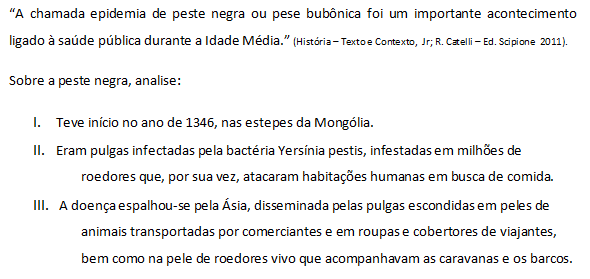 “A chamada epidemia de peste negra ou pese bubônica foi um importante acontecimento
ligado à saúde pública durante a Idade Média.” (História – Texto e Contexto, Jr; R. Catelli – Ed. Scipione 2011).
Sobre a peste negra, analise:
I. Teve início no ano de 1346, nas estepes da Mongólia.
II. Eram pulgas infectadas pela bactéria Yersínia pestis, infestadas em milhões de
roedores que, por sua vez, atacaram habitações humanas em busca de comida.
III. A doença espalhou-se pela Ásia, disseminada pelas pulgas escondidas em peles de
animais transportadas por comerciantes e em roupas e cobertores de viajantes,
bem como na pele de roedores vivo que acompanhavam as caravanas e os barcos.